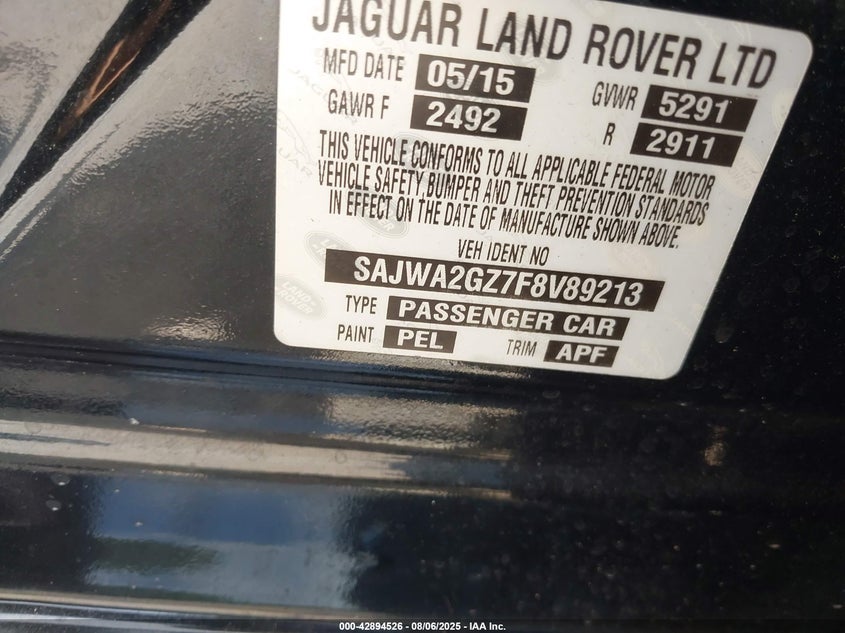 JAGUAR LAND ROVER LTD
MFD DATE 05/15 GVWR 5291
GAWR F 2492 R 2911
THIS VEHICLE CONFORMS TO ALL APPLICABLE FEDERAL MOTOR
VEHICLE SAFETY, BUMPER AND THEFT PREVENTION STANDARDS
IN EFFECT ON THE DATE OF MANUFACTURE SHOWN ABOVE.
VEH IDENT NO
SAJWA2GZ7F8V89213
TYPE PASSENGER CAR
PAINT PEL TRIM APF
000-42894526 - 08/06/2025 - IAA Inc.